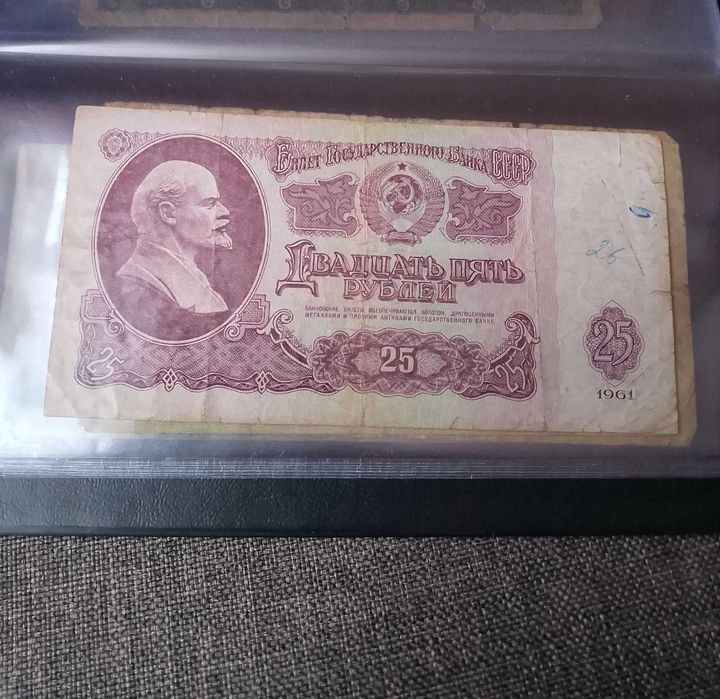 Билет Государственного Банка СССР
Двадцать пять
рублей
Банковские билеты обеспечиваются золотом, драгоценными
металлами и прочими активами Государственного банка
26
25
25
25
25
1961